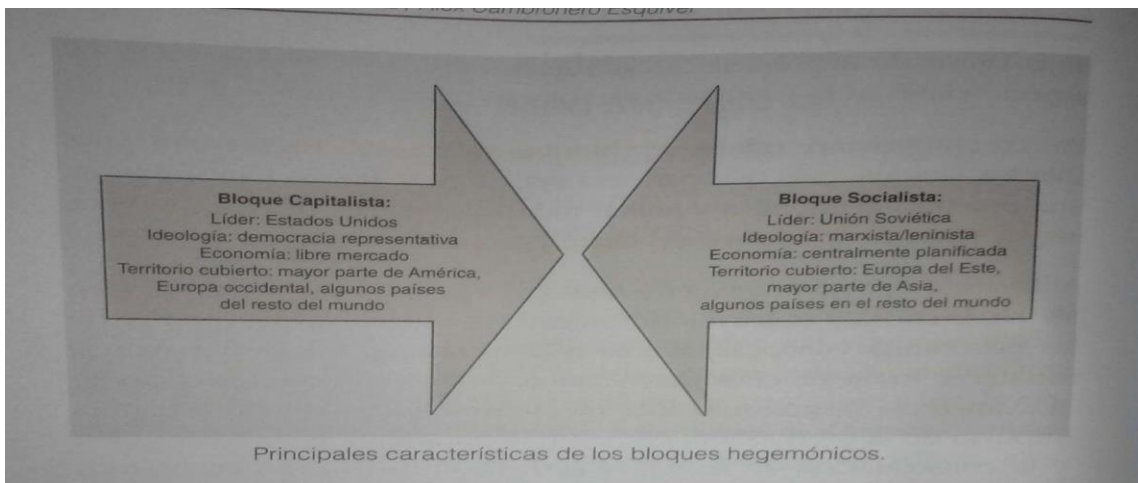 Alex Cambronero Esquivel
Bloque Capitalista:
Líder: Estados Unidos
Ideología: democracia representativa
Economía: libre mercado
Territorio cubierto: mayor parte de América,
Europa occidental, algunos países
del resto del mundo
Bloque Socialista:
Líder: Unión Soviética
Ideología: marxista/leninista
Economía: centralmente planificada
Territorio cubierto: Europa del Este,
mayor parte de Asia,
algunos países en el resto del mundo
Principales características de los bloques hegemónicos.